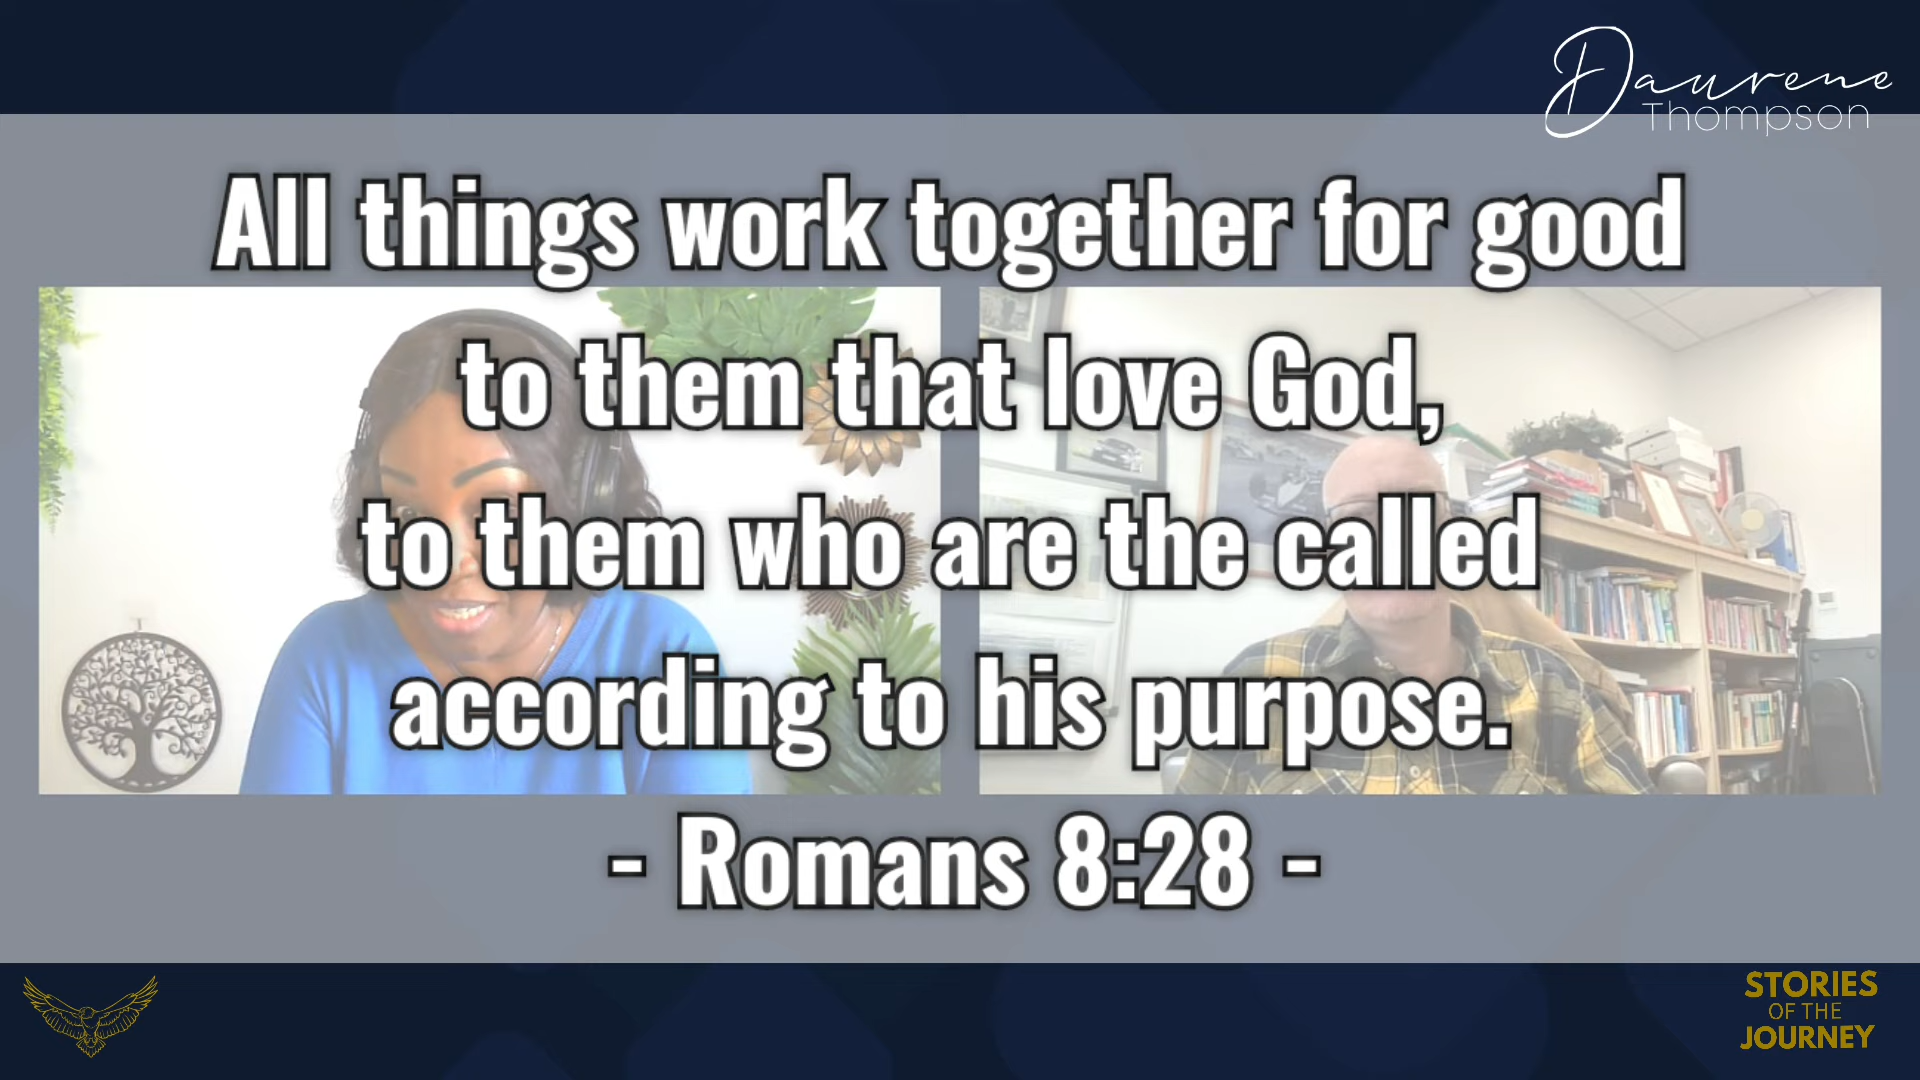 Daurene
Thompson
All things work together for good
to them that love God,
to them who are the called
according to his purpose.
- Romans 8:28 -
STORIES
OF THE
JOURNEY